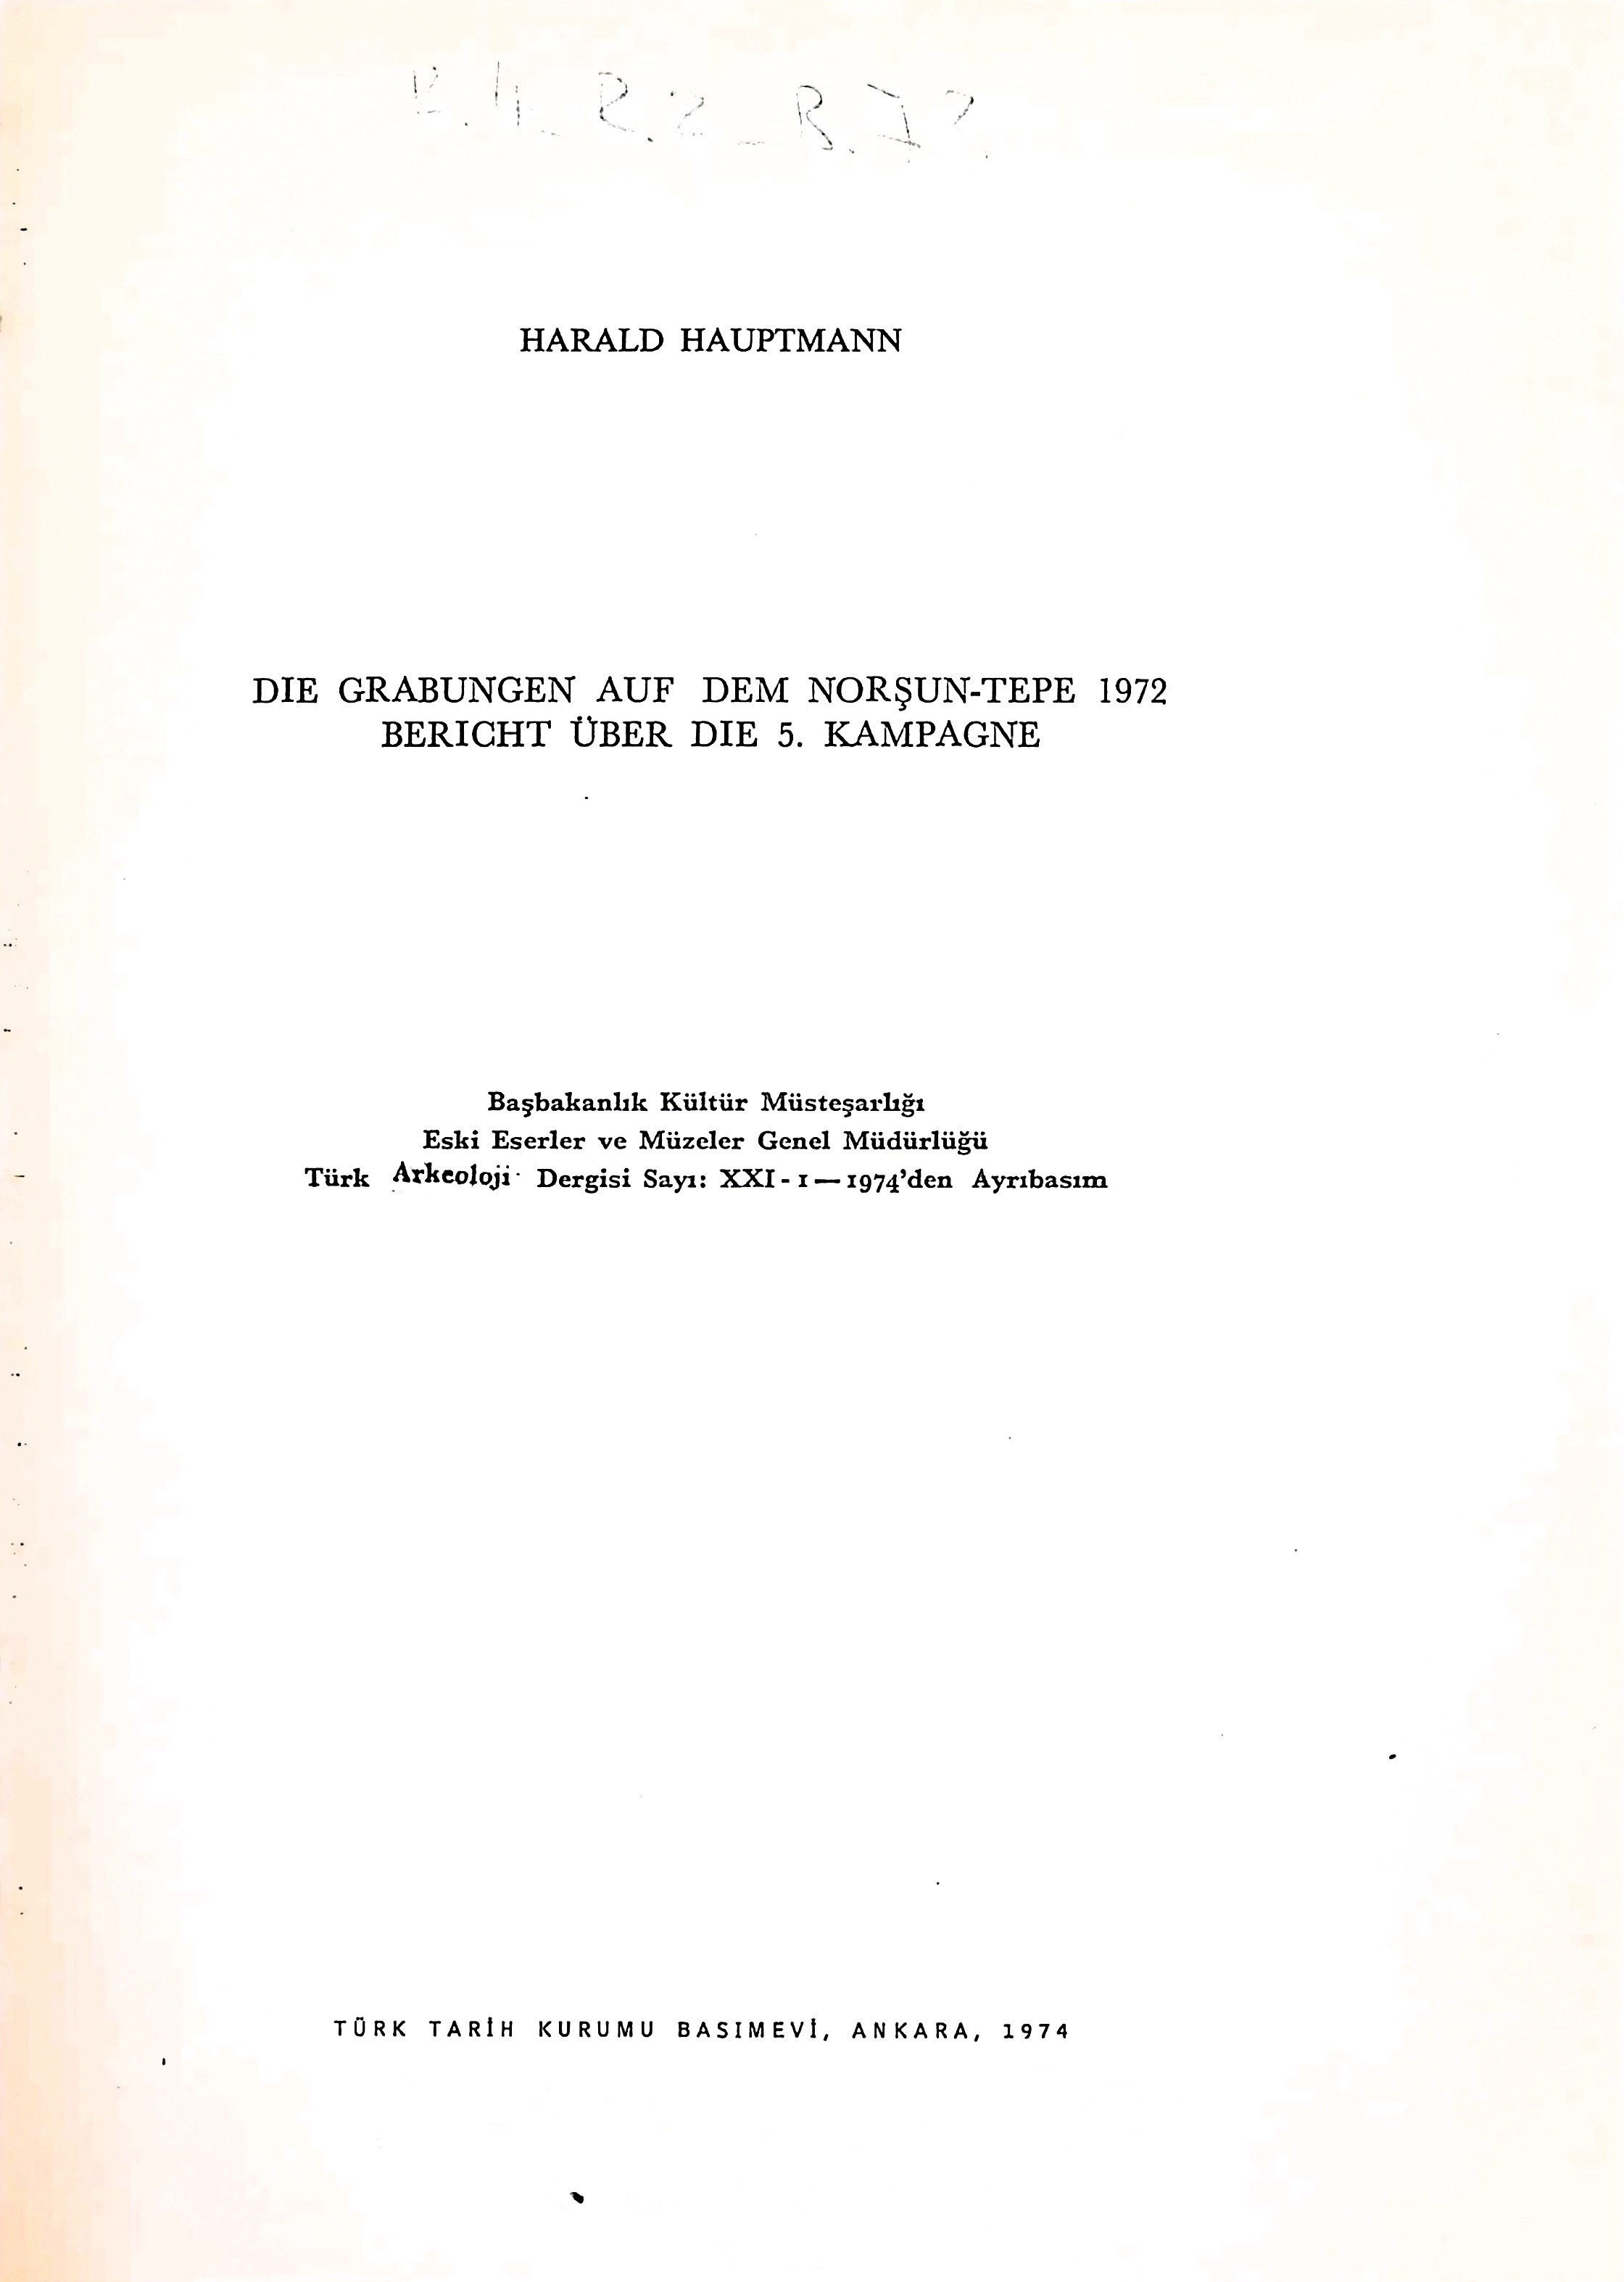 HARALD HAUPTMANN
DIE GRABUNGEN AUF DEM NORŞUN-TEPE 1972
BERICHT ÜBER DIE 5. KAMPAGNE
Başbakanlık Kültür Müsteşarlığı
Eski Eserler ve Müzeler Genel Müdürlüğü
Türk Arkeoloji Dergisi Sayı: XXI - 1 — 1974'den Ayrıbasım
TÜRK TARİH KURUMU BASIMEVİ, ANKARA, 1974